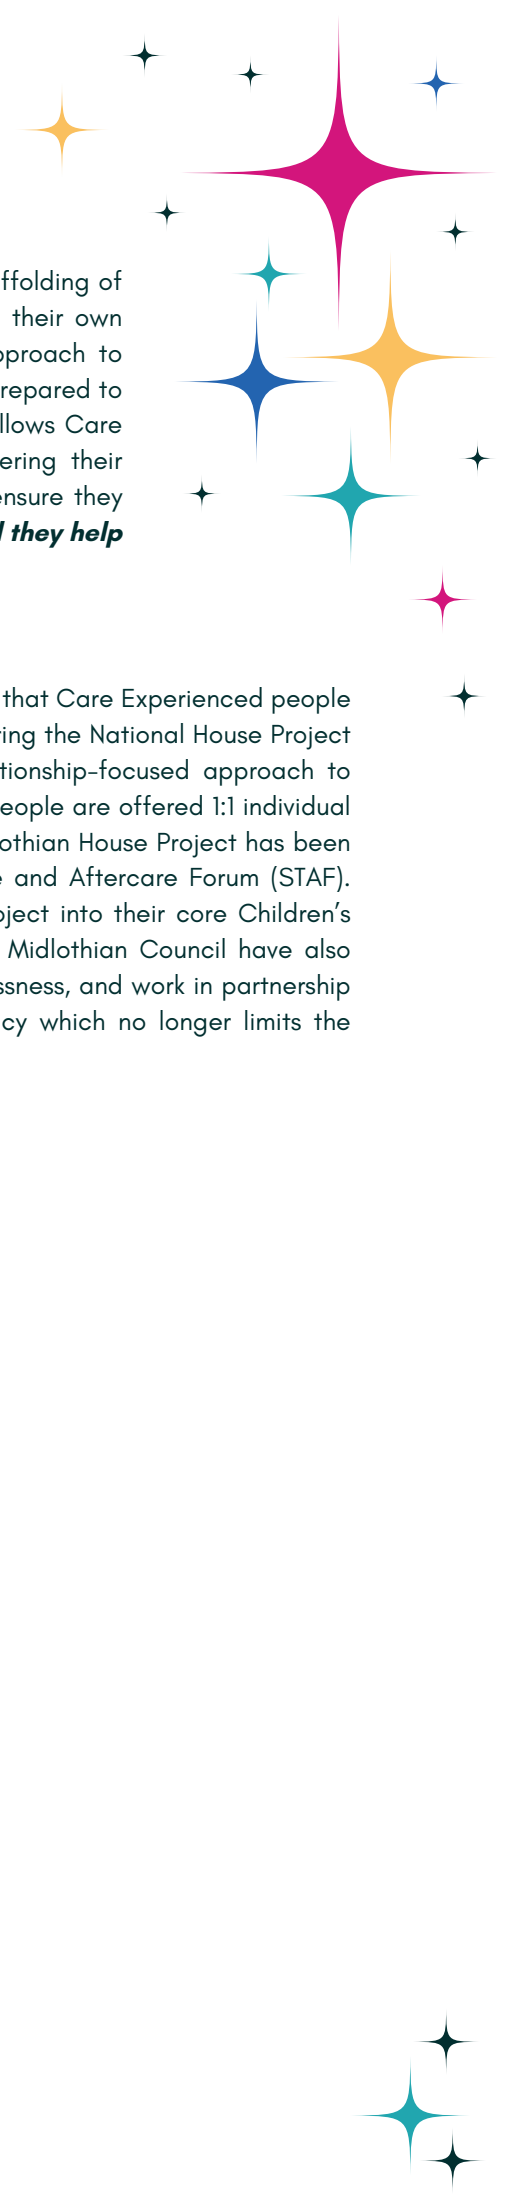 ffolding of
their own
pproach to
repared to
llows Care
ering their
ensure they
they help
that Care Experienced people
ring the National House Project
tionship-focused approach to
eople are offered 1:1 individual
lothian House Project has been
and Aftercare Forum (STAF).
oject into their core Children's
Midlothian Council have also
ssness, and work in partnership
cy which no longer limits the